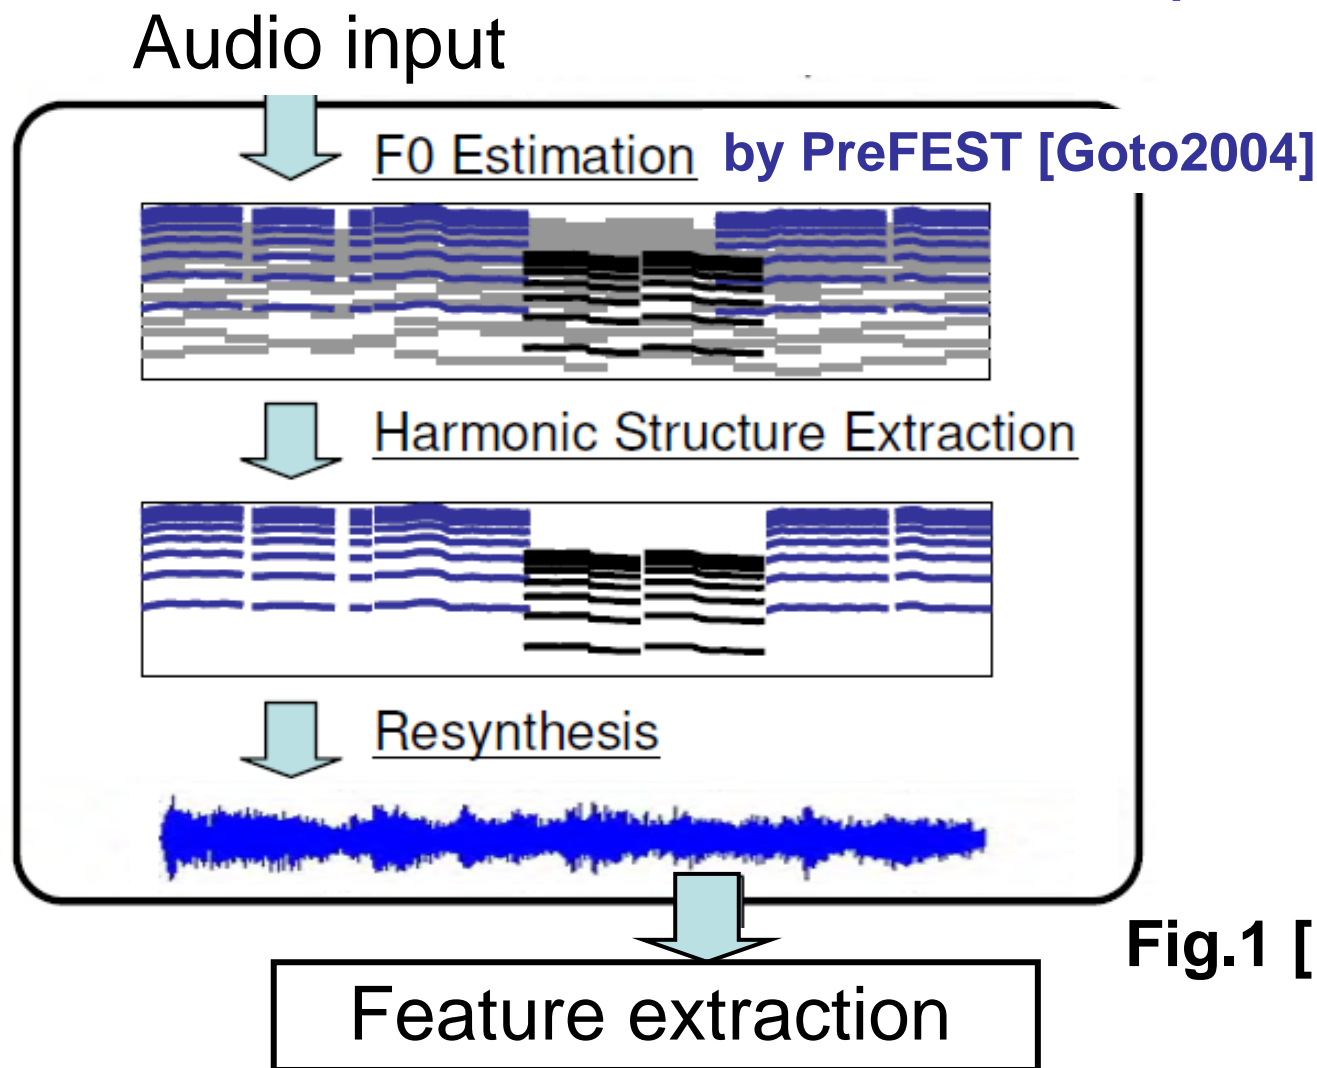 Audio input
F0 Estimation by PreFEST [Goto2004]
Harmonic Structure Extraction
Resynthesis
Fig.1 [
Feature extraction